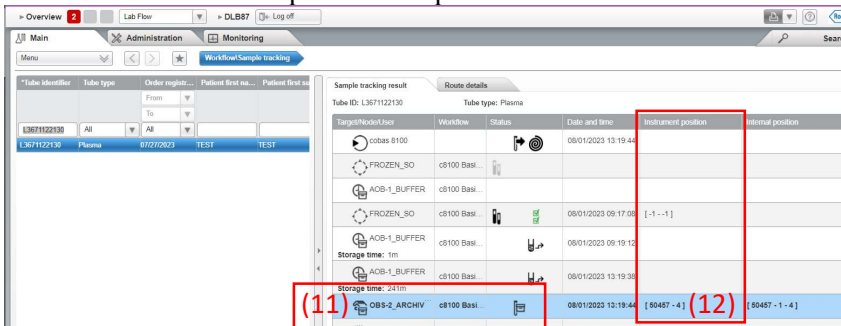 Overview 2 Lab Flow DLB87 Log off
Main Administration Monitoring Sear
Menu Workflow\Sample tracking
*Tube identifier Tube type Order registr... Patient first na... Patient first su
From
To
L3671122130 All All
L3671122130 Plasma 07/27/2023 TEST TEST
Sample tracking result Route details
Tube ID: L3671122130 Tube type: Plasma
Target/Node/User Workflow Status Date and time Instrument position Internal position
cobas 8100 08/01/2023 13:19:44
FROZEN_SO c8100 Basi...
AOB-1_BUFFER c8100 Basi...
FROZEN_SO c8100 Basi... 08/01/2023 09:17:08 [ -1 - -1 ]
AOB-1_BUFFER c8100 Basi... 08/01/2023 09:19:12
Storage time: 1m
AOB-1_BUFFER c8100 Basi... 08/01/2023 13:19:38
Storage time: 241m
(11) OBS-2_ARCHIV c8100 Basi... 08/01/2023 13:19:44 [ 50457 - 4 ] (12) [ 50457 - 1 - 4 ]